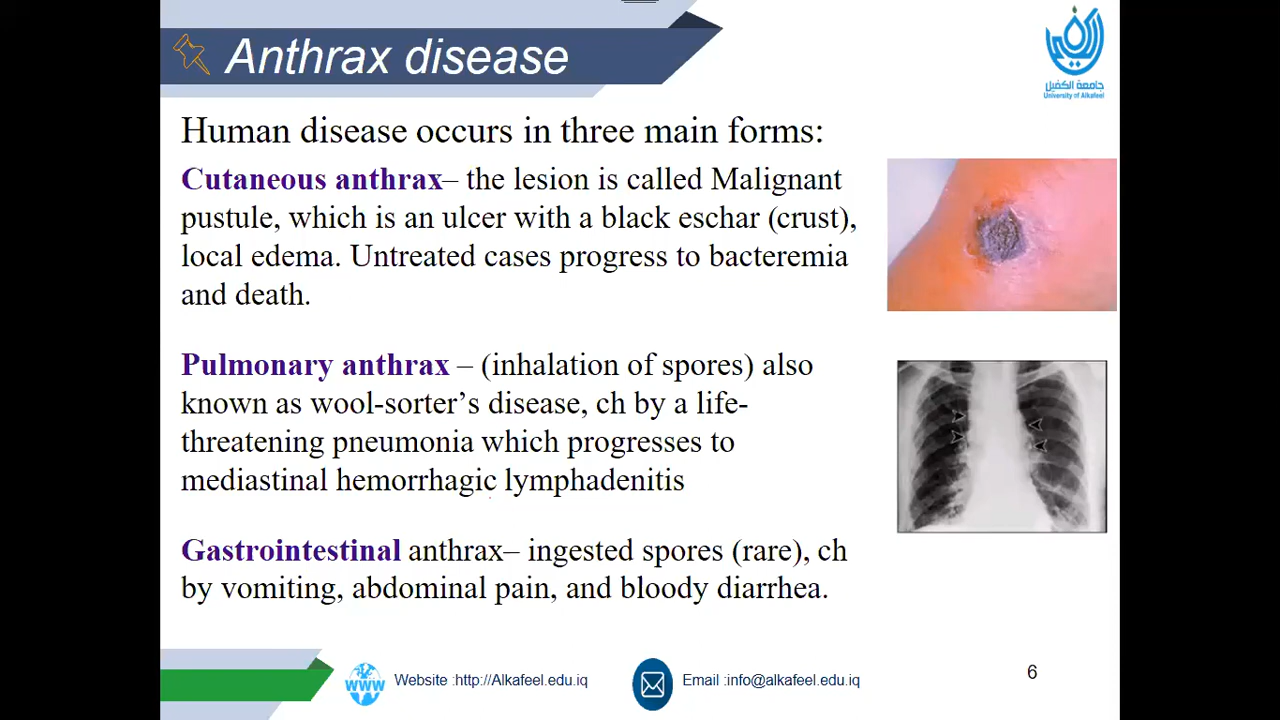 Anthrax disease
جامعة الكفيل
University of Alkafeel
Human disease occurs in three main forms:
Cutaneous anthrax– the lesion is called Malignant
pustule, which is an ulcer with a black eschar (crust),
local edema. Untreated cases progress to bacteremia
and death.
Pulmonary anthrax – (inhalation of spores) also
known as wool-sorter’s disease, ch by a life-
threatening pneumonia which progresses to
mediastinal hemorrhagic lymphadenitis
Gastrointestinal anthrax– ingested spores (rare), ch
by vomiting, abdominal pain, and bloody diarrhea.
WWW
Website :http://Alkafeel.edu.iq
Email :info@alkafeel.edu.iq
6